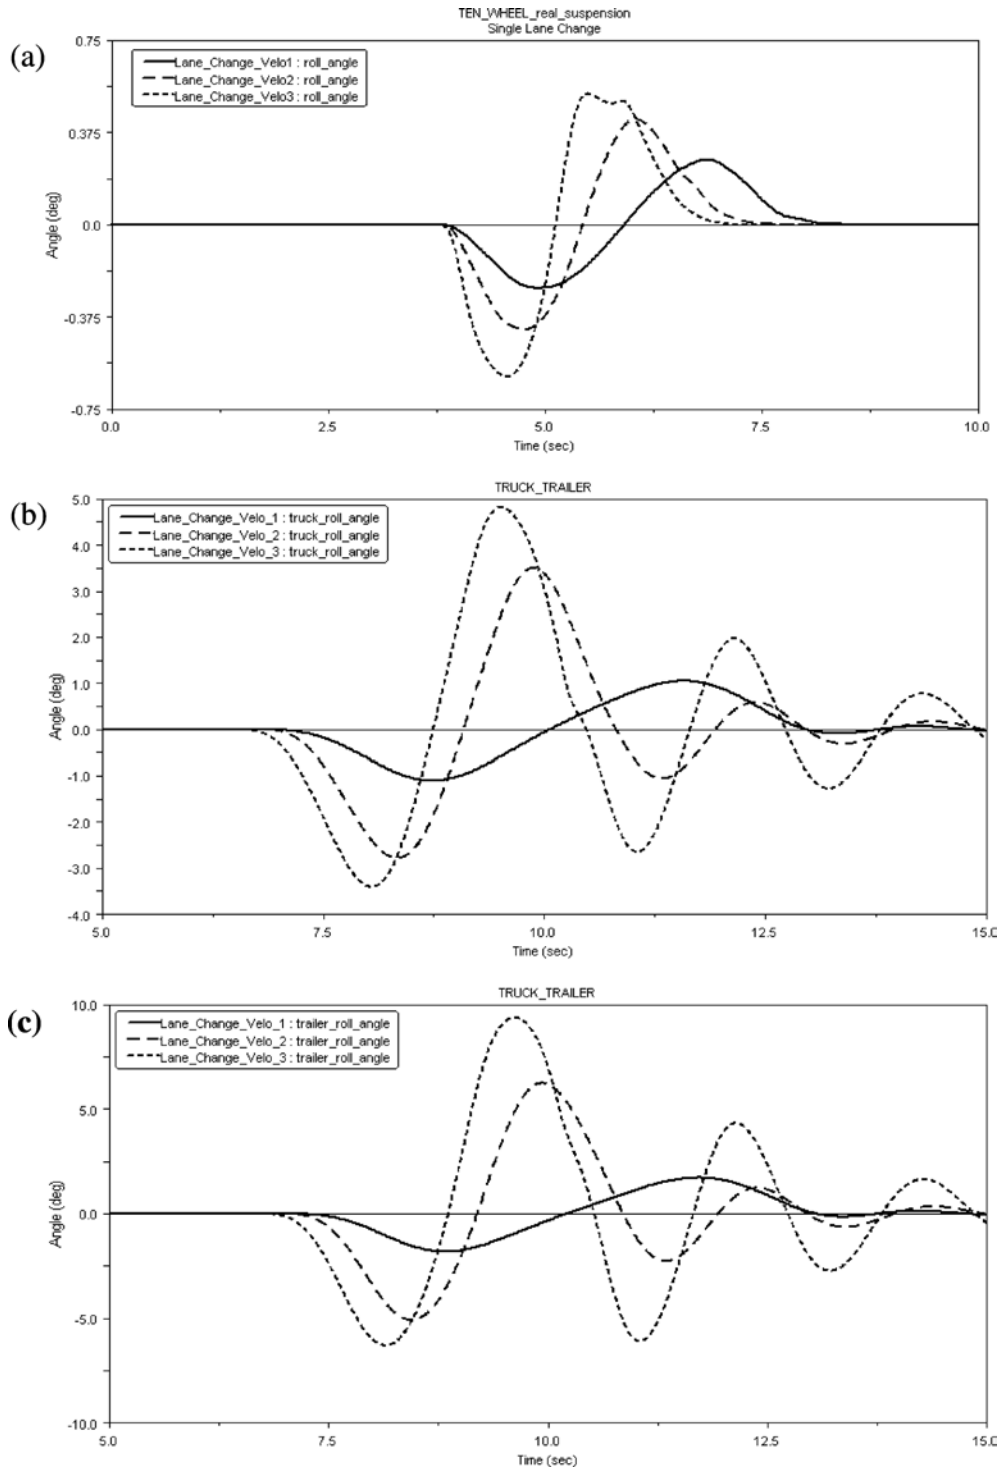 (a)
TEN_WHEEL_real_suspension
Single Lane Change
Lane_Change_Velo1 : roll_angle
Lane_Change_Velo2 : roll_angle
Lane_Change_Velo3 : roll_angle
Angle (deg)
0.75
0.375
0.0
-0.375
-0.75
0.0 2.5 5.0 7.5 10.0
Time (sec)
(b)
TRUCK_TRAILER
Lane_Change_Velo_1 : truck_roll_angle
Lane_Change_Velo_2 : truck_roll_angle
Lane_Change_Velo_3 : truck_roll_angle
Angle (deg)
5.0
4.0
3.0
2.0
1.0
0.0
-1.0
-2.0
-3.0
-4.0
5.0 7.5 10.0 12.5 15.0
Time (sec)
(c)
TRUCK_TRAILER
Lane_Change_Velo_1 : trailer_roll_angle
Lane_Change_Velo_2 : trailer_roll_angle
Lane_Change_Velo_3 : trailer_roll_angle
Angle (deg)
10.0
5.0
0.0
-5.0
-10.0
5.0 7.5 10.0 12.5 15.0
Time (sec)